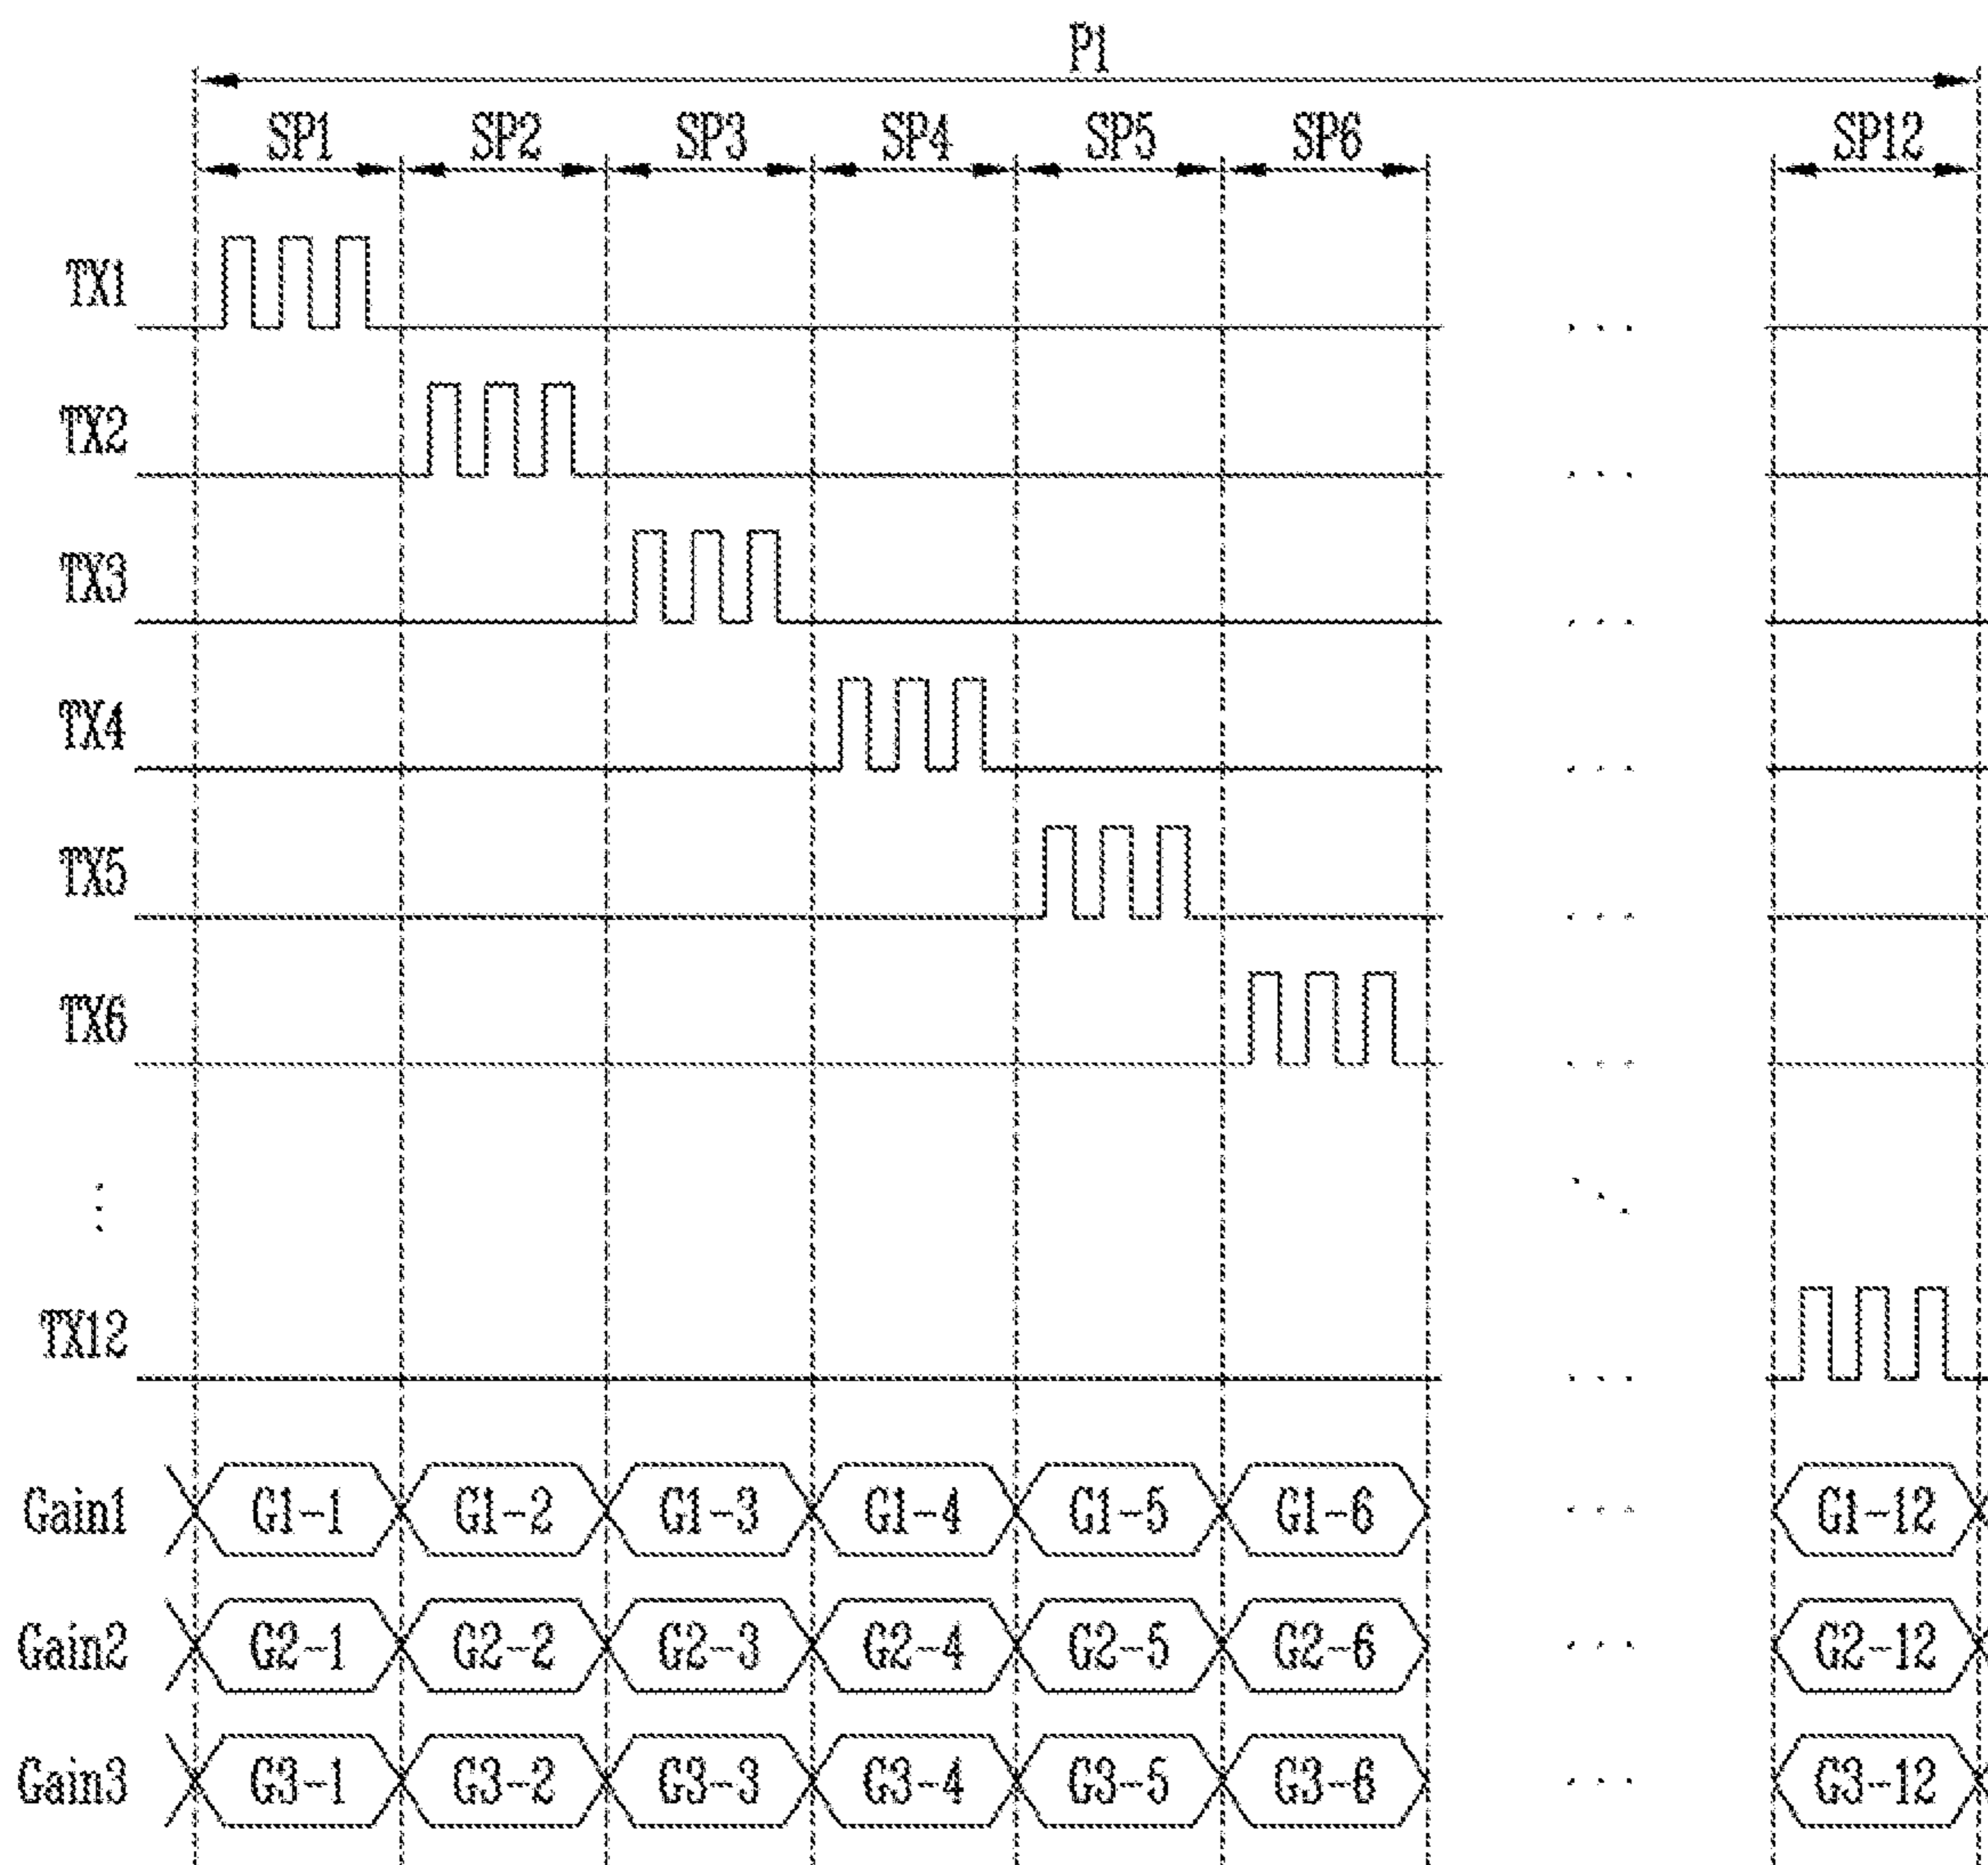 P1
SP1 SP2 SP3 SP4 SP5 SP6 SP12
TX1 ...
TX2 ...
TX3 ...
TX4 ...
TX5 ...
TX6 ...
TX12 ...
Gain1 G1-1 G1-2 G1-3 G1-4 G1-5 G1-6 ... G1-12
Gain2 G2-1 G2-2 G2-3 G2-4 G2-5 G2-6 ... G2-12
Gain3 G3-1 G3-2 G3-3 G3-4 G3-5 G3-6 ... G3-12